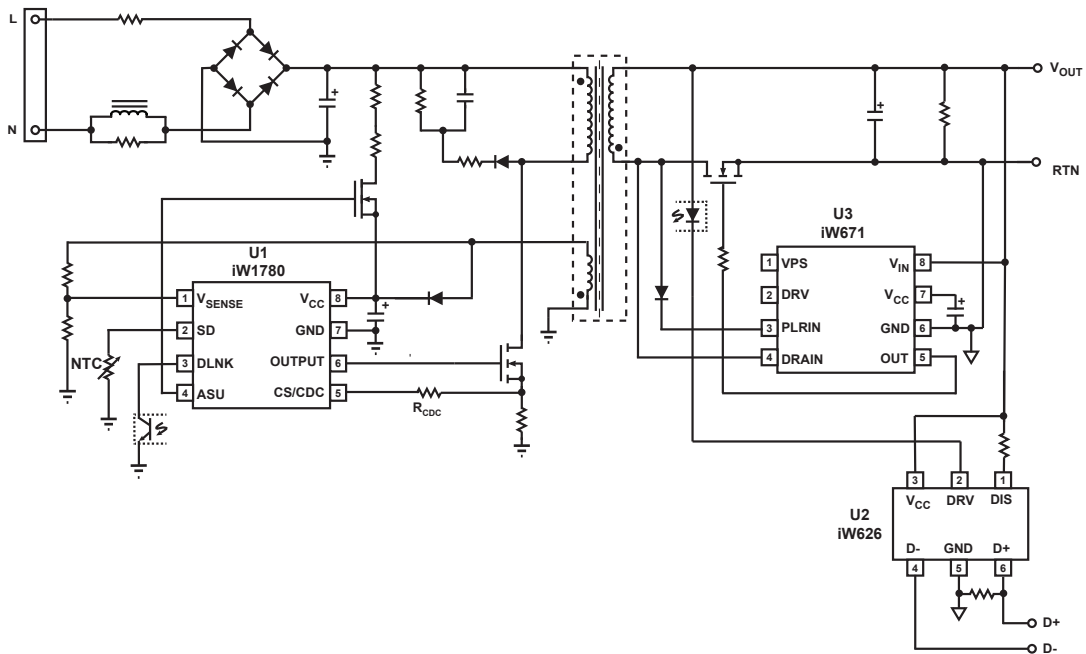 L
N
+
V_OUT
+
RTN
U1
iW1780
1 V_SENSE V_CC 8
+
2 SD GND 7
NTC
3 DLNK OUTPUT 6
4 ASU CS/CDC 5
R_CDC
U3
iW671
1 VPS V_IN 8
2 DRV V_CC 7
+
3 PLRIN GND 6
4 DRAIN OUT 5
U2
iW626
3 2 1
V_CC DRV DIS
D- GND D+
4 5 6
D+
D-